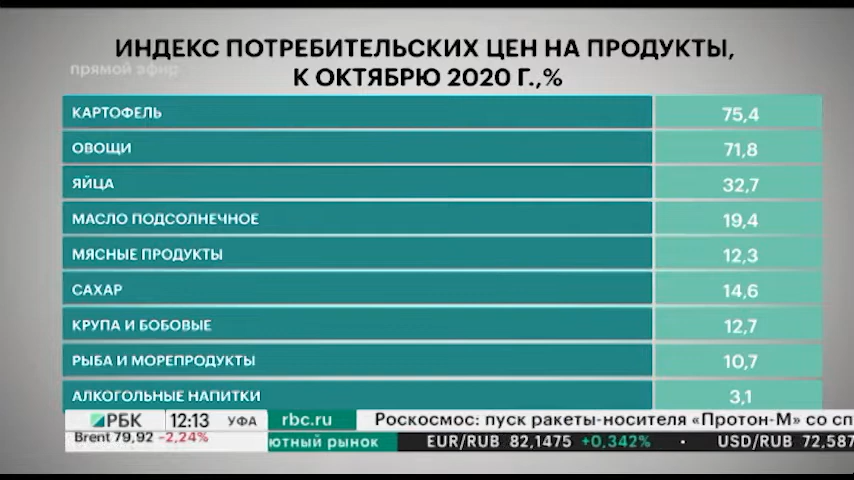 ИНДЕКС ПОТРЕБИТЕЛЬСКИХ ЦЕН НА ПРОДУКТЫ,
К ОКТЯБРЮ 2020 Г.,%
прямой эфир
КАРТОФЕЛЬ 75,4
ОВОЩИ 71,8
ЯЙЦА 32,7
МАСЛО ПОДСОЛНЕЧНОЕ 19,4
МЯСНЫЕ ПРОДУКТЫ 12,3
САХАР 14,6
КРУПА И БОБОВЫЕ 12,7
РЫБА И МОРЕПРОДУКТЫ 10,7
АЛКОГОЛЬНЫЕ НАПИТКИ 3,1
РБК 12:13 УФА rbc.ru Роскосмос: пуск ракеты-носителя «Протон-М» со сп
Brent 79,92 -2,24% ютный рынок EUR/RUB 82,1475 +0,342% · USD/RUB 72,587